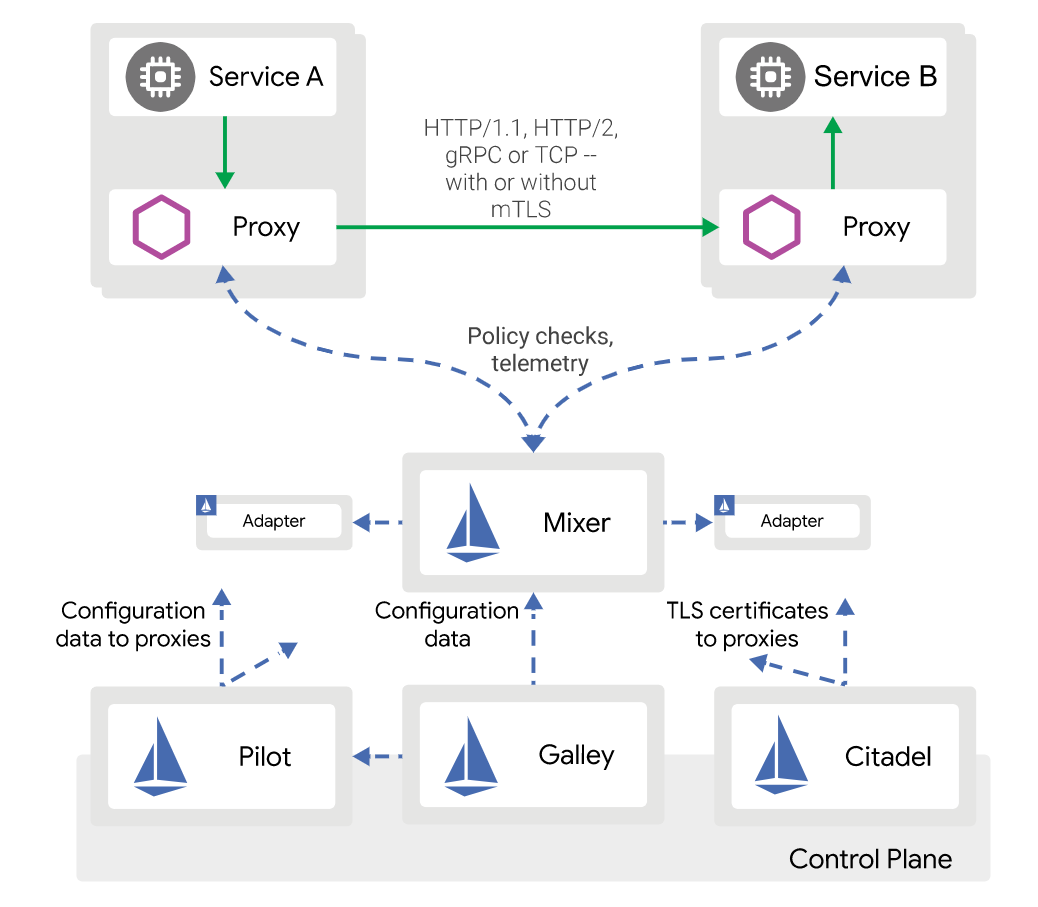 Service A
Service B
HTTP/1.1, HTTP/2,
gRPC or TCP --
with or without
mTLS
Proxy
Proxy
Policy checks,
telemetry
Adapter
Mixer
Adapter
Configuration
data to proxies
Configuration
data
TLS certificates
to proxies
Pilot
Galley
Citadel
Control Plane